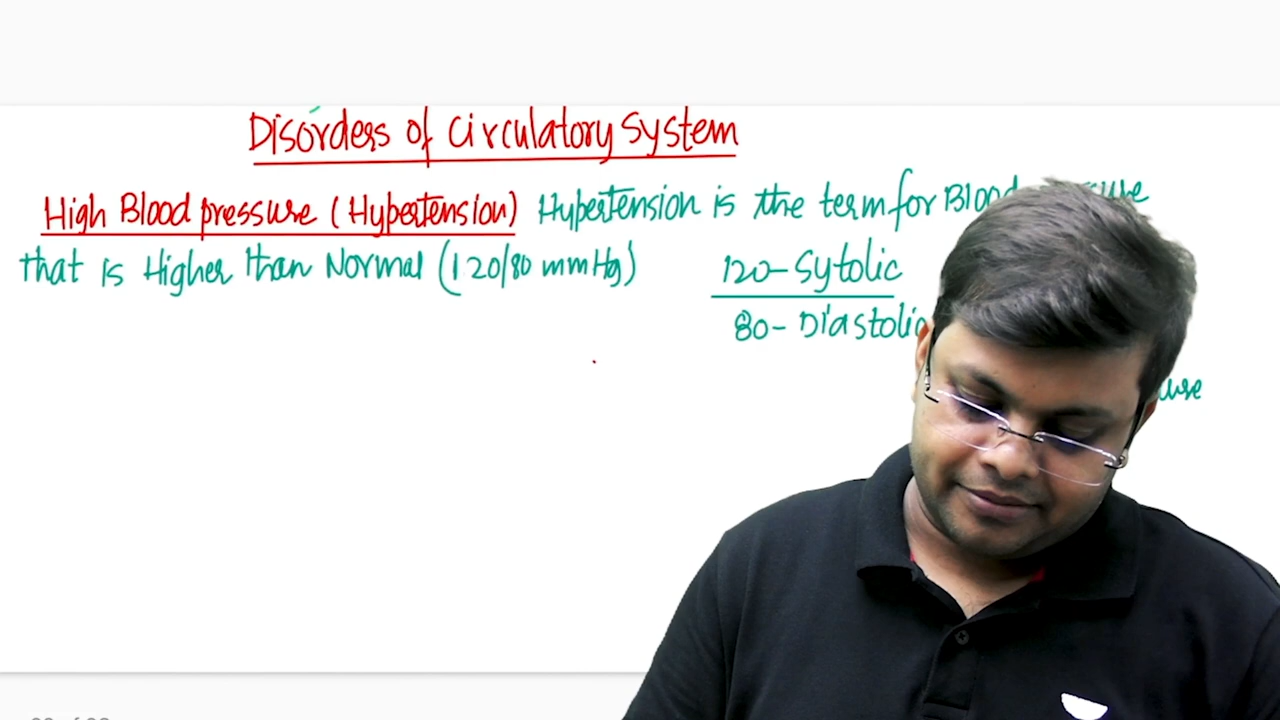 Disorders of Circulatory System
High Blood pressure (Hypertension) Hypertension is the term for Blood
that is Higher than Normal (120/80 mmHg)
120-Sytolic
80-Diastolic